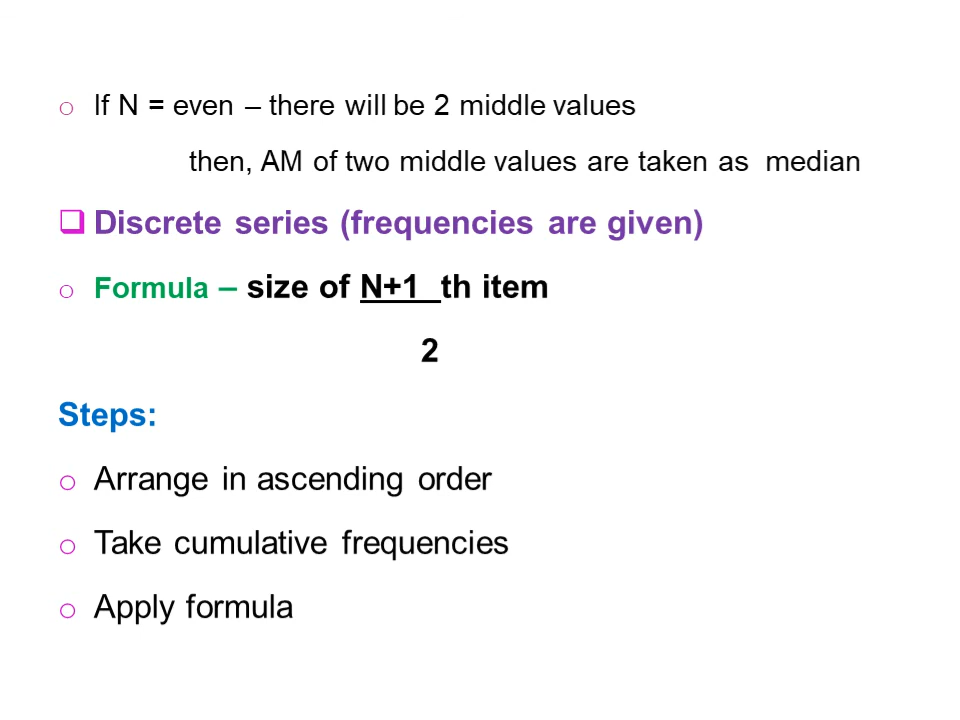 If N = even – there will be 2 middle values
then, AM of two middle values are taken as median
Discrete series (frequencies are given)
Formula – size of N+1 th item
2
Steps:
Arrange in ascending order
Take cumulative frequencies
Apply formula